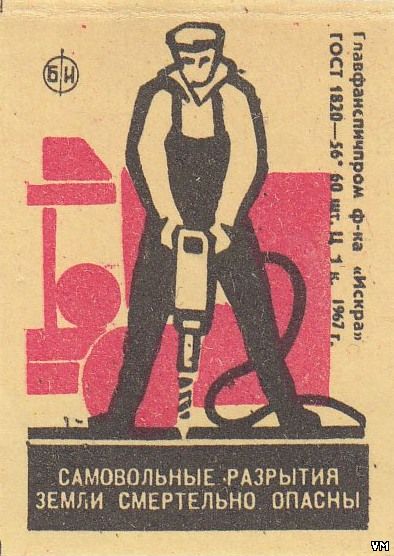 БИ
Главфанспичпром ф-ка «Искра»
ГОСТ 1820—56* 60 шт. Ц. 1 к. 1967 г.
САМОВОЛЬНЫЕ РАЗРЫТИЯ
ЗЕМЛИ СМЕРТЕЛЬНО ОПАСНЫ
VM